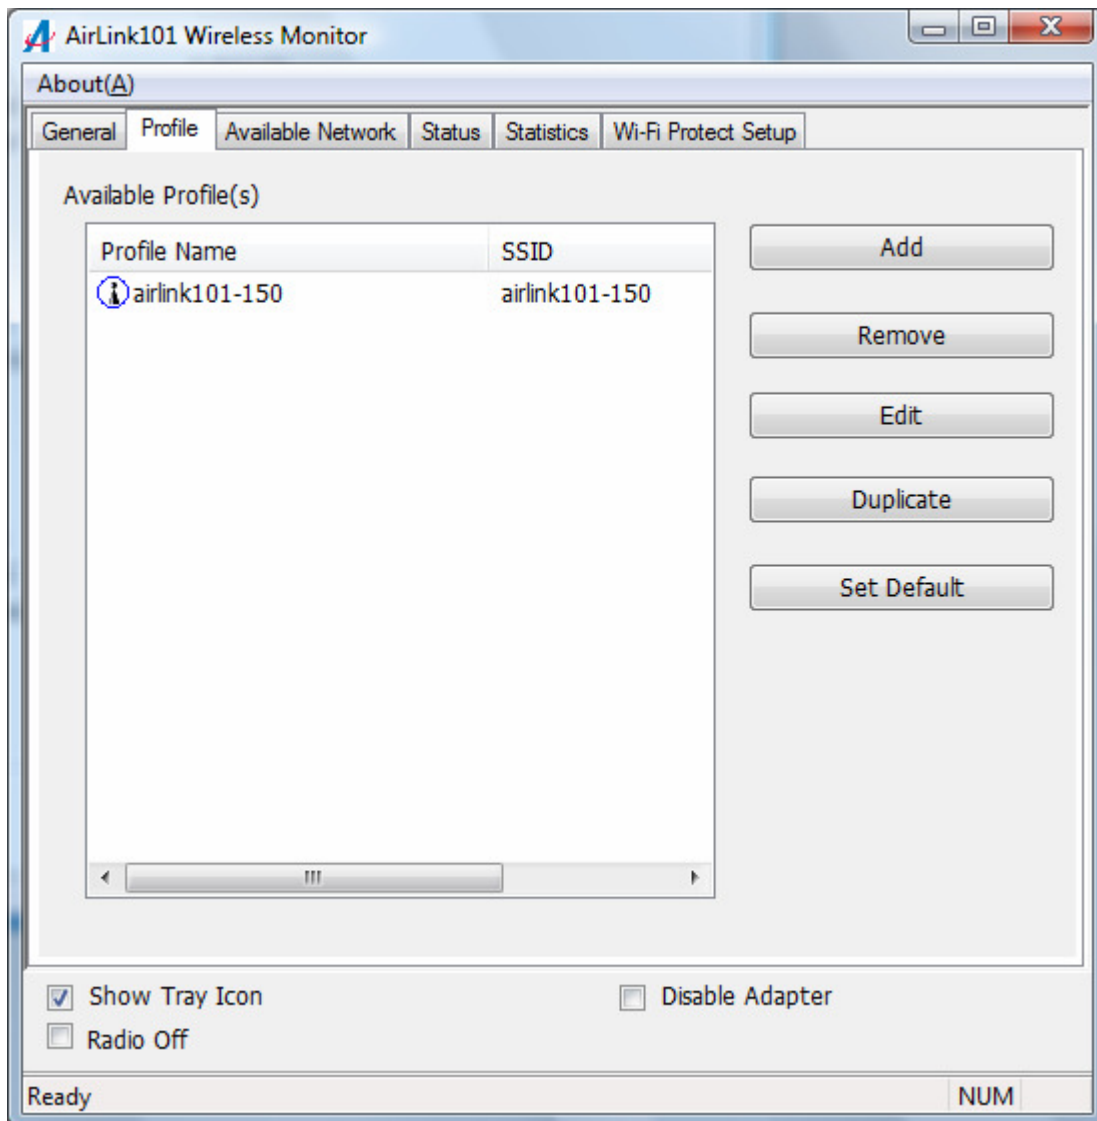 AirLink101 Wireless Monitor
About(A)
General Profile Available Network Status Statistics Wi-Fi Protect Setup
Available Profile(s)
Profile Name SSID
airlink101-150 airlink101-150
Add
Remove
Edit
Duplicate
Set Default
Show Tray Icon Disable Adapter
Radio Off
Ready NUM